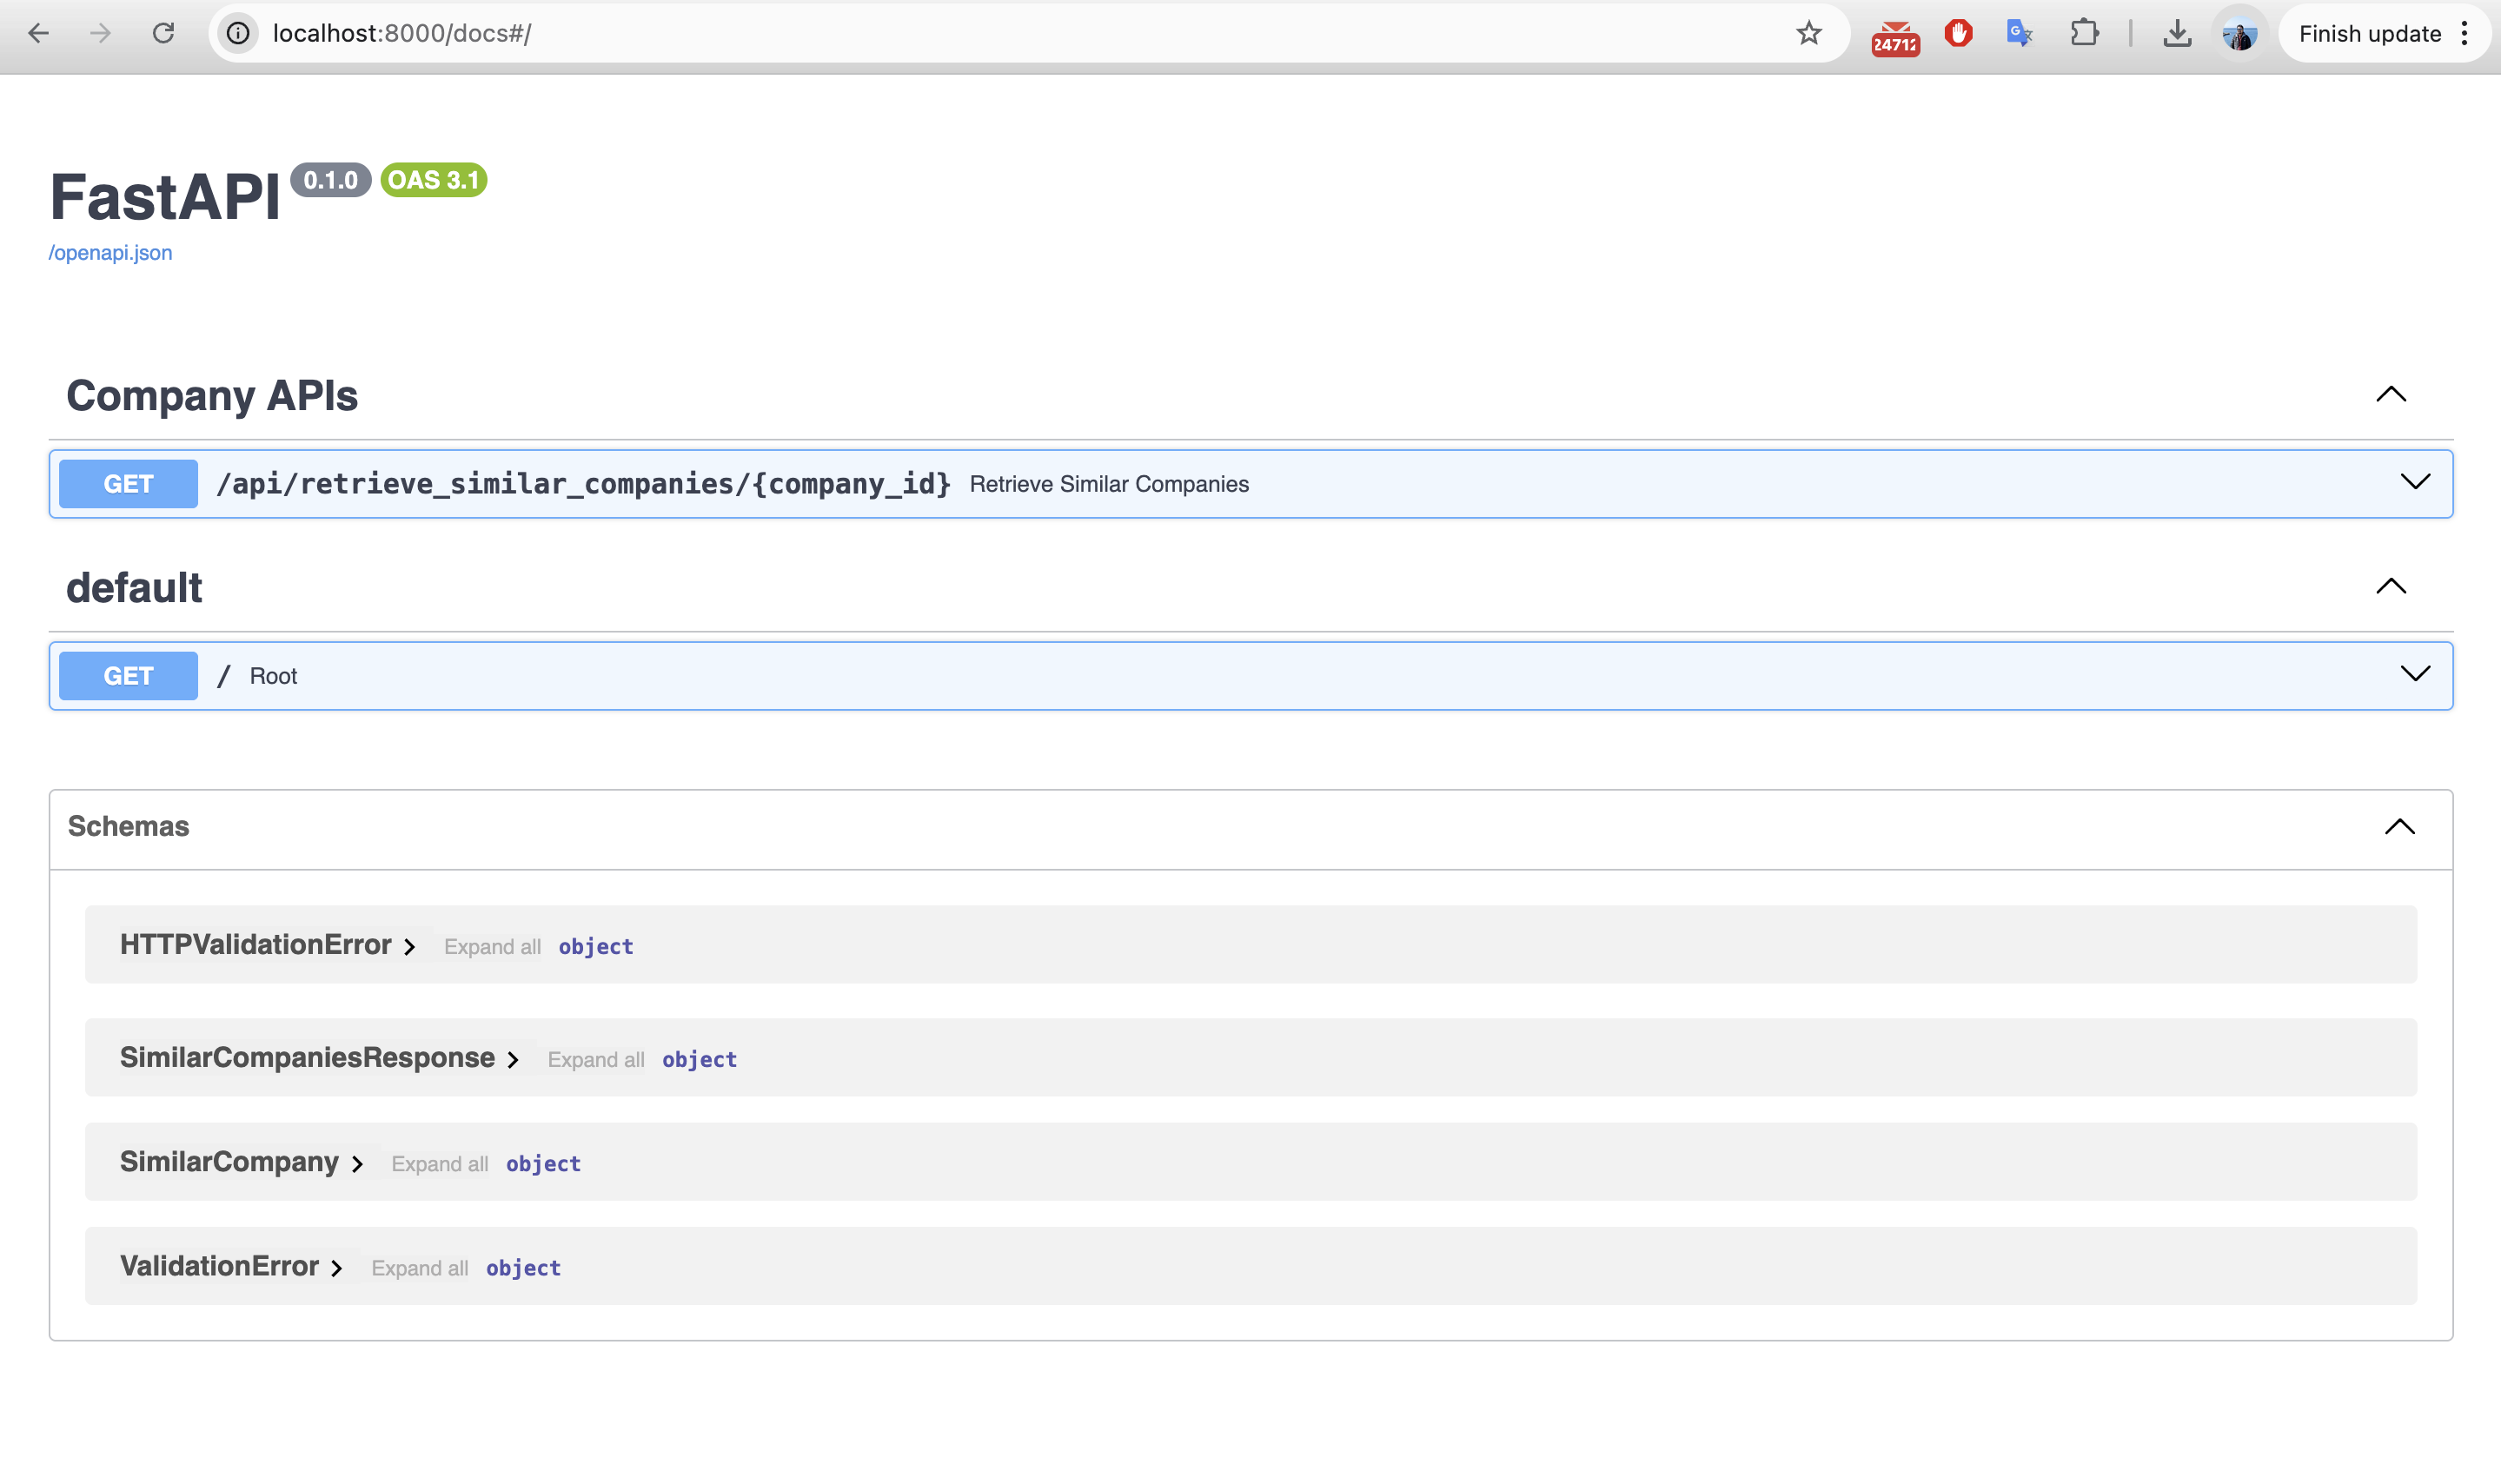 localhost:8000/docs#/
Finish update
FastAPI 0.1.0 OAS 3.1
/openapi.json
Company APIs
GET /api/retrieve_similar_companies/{company_id} Retrieve Similar Companies
default
GET / Root
Schemas
HTTPValidationError Expand all object
SimilarCompaniesResponse Expand all object
SimilarCompany Expand all object
ValidationError Expand all object